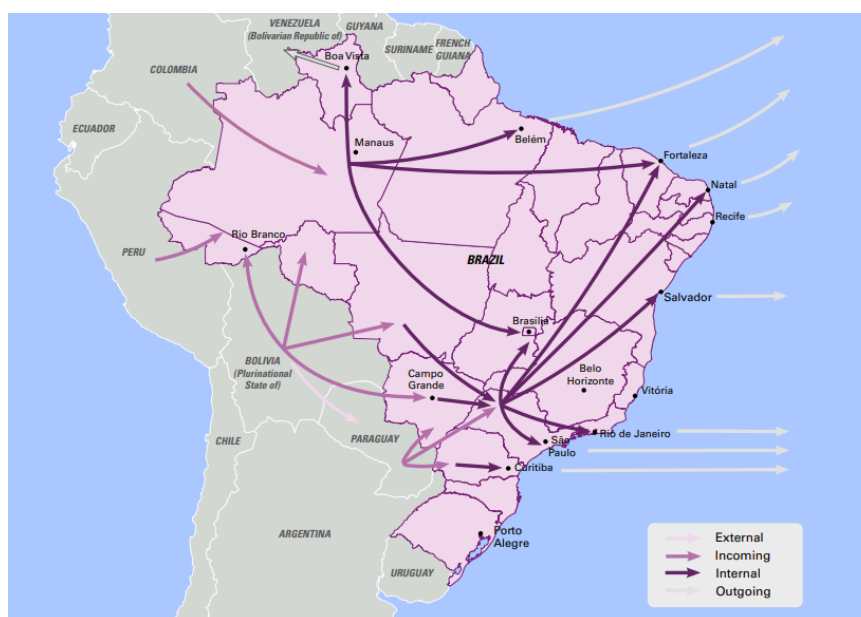 VENEZUELA
(Bolivarian Republic of)
GUYANA
SURINAME
FRENCH
GUIANA
Boa Vista
COLOMBIA
ECUADOR
Manaus
Belém
Fortaleza
Natal
Recife
PERU
Rio Branco
BRAZIL
Salvador
Brasília
BOLIVIA
(Plurinational
State of)
Campo
Grande
Belo
Horizonte
Vitória
PARAGUAY
CHILE
São
Paulo
Rio de Janeiro
Curitiba
ARGENTINA
Porto
Alegre
URUGUAY
External
Incoming
Internal
Outgoing